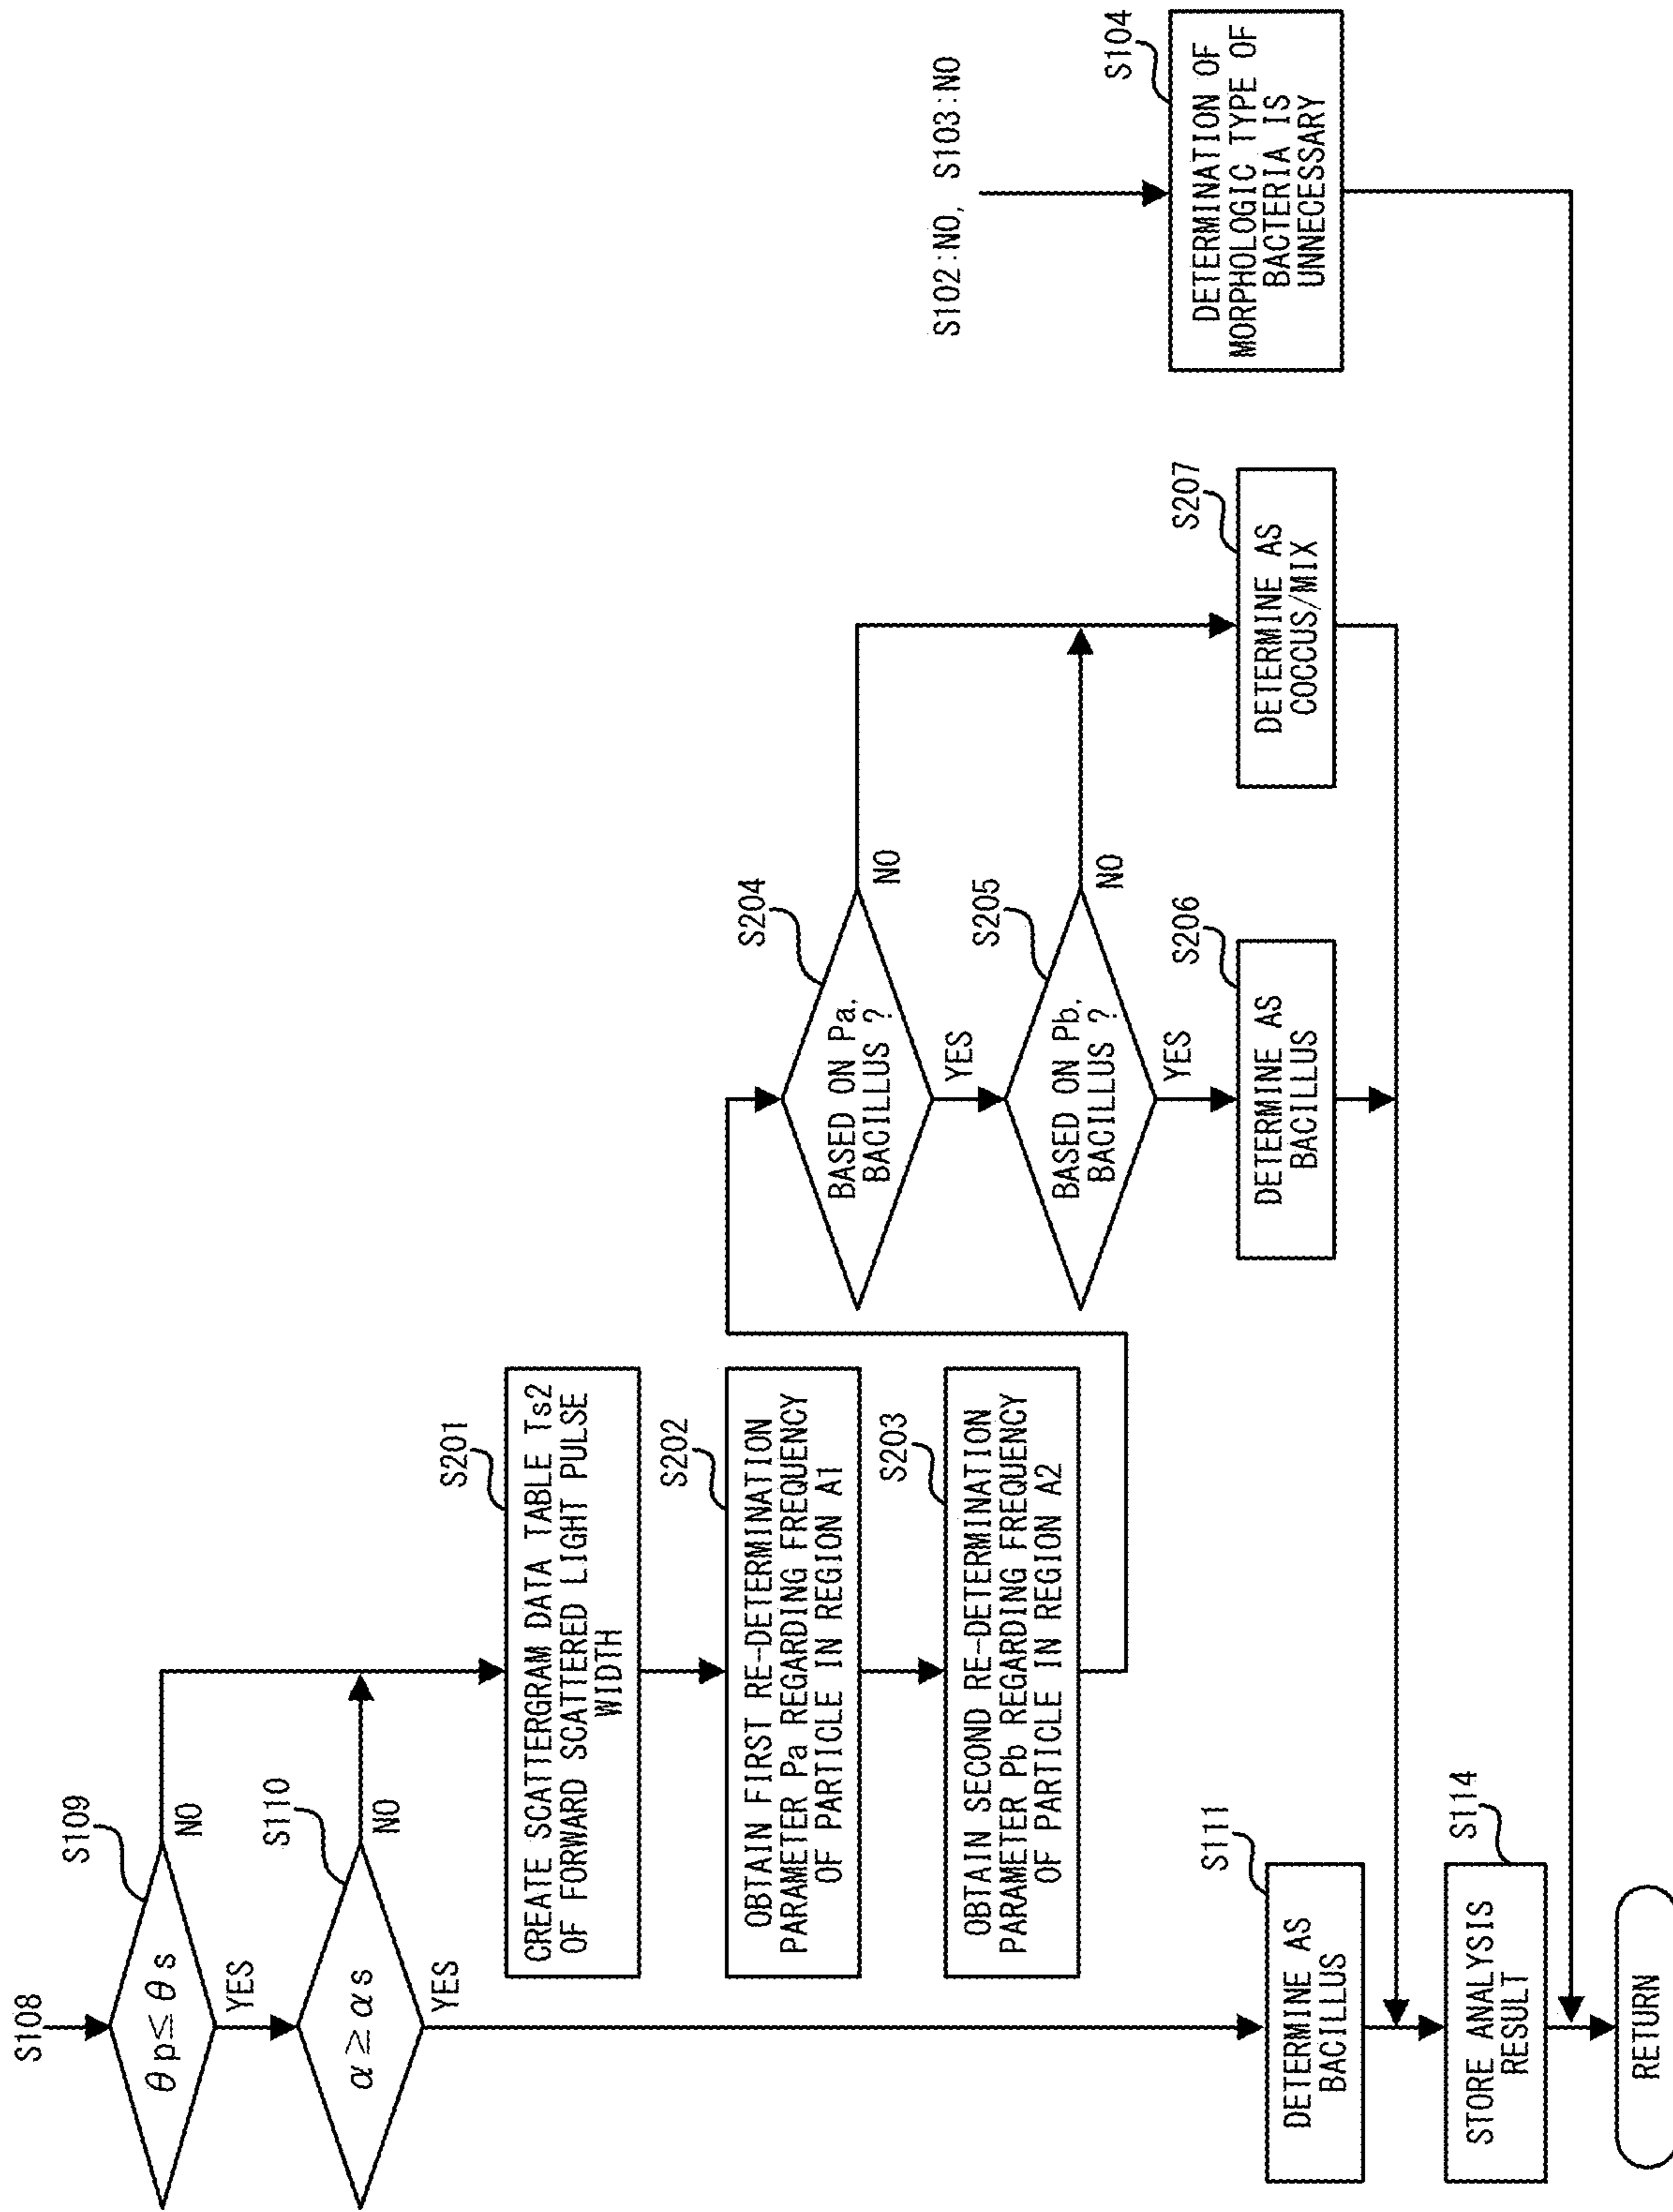 S108
S109
θp≤θs
NO
YES
S110
α≥αs
NO
YES
S201
CREATE SCATTERGRAM DATA TABLE Ts2
OF FORWARD SCATTERED LIGHT PULSE
WIDTH
S202
OBTAIN FIRST RE-DETERMINATION
PARAMETER Pa REGARDING FREQUENCY
OF PARTICLE IN REGION A1
S203
OBTAIN SECOND RE-DETERMINATION
PARAMETER Pb REGARDING FREQUENCY
OF PARTICLE IN REGION A2
S204
BASED ON Pa,
BACILLUS ?
NO
YES
S205
BASED ON Pb,
BACILLUS ?
NO
YES
S206
DETERMINE AS
BACILLUS
S207
DETERMINE AS
COCCUS/MIX
S102:NO, S103:NO
S104
DETERMINATION OF
MORPHOLOGIC TYPE OF
BACTERIA IS
UNNECESSARY
S111
DETERMINE AS
BACILLUS
S114
STORE ANALYSIS
RESULT
RETURN